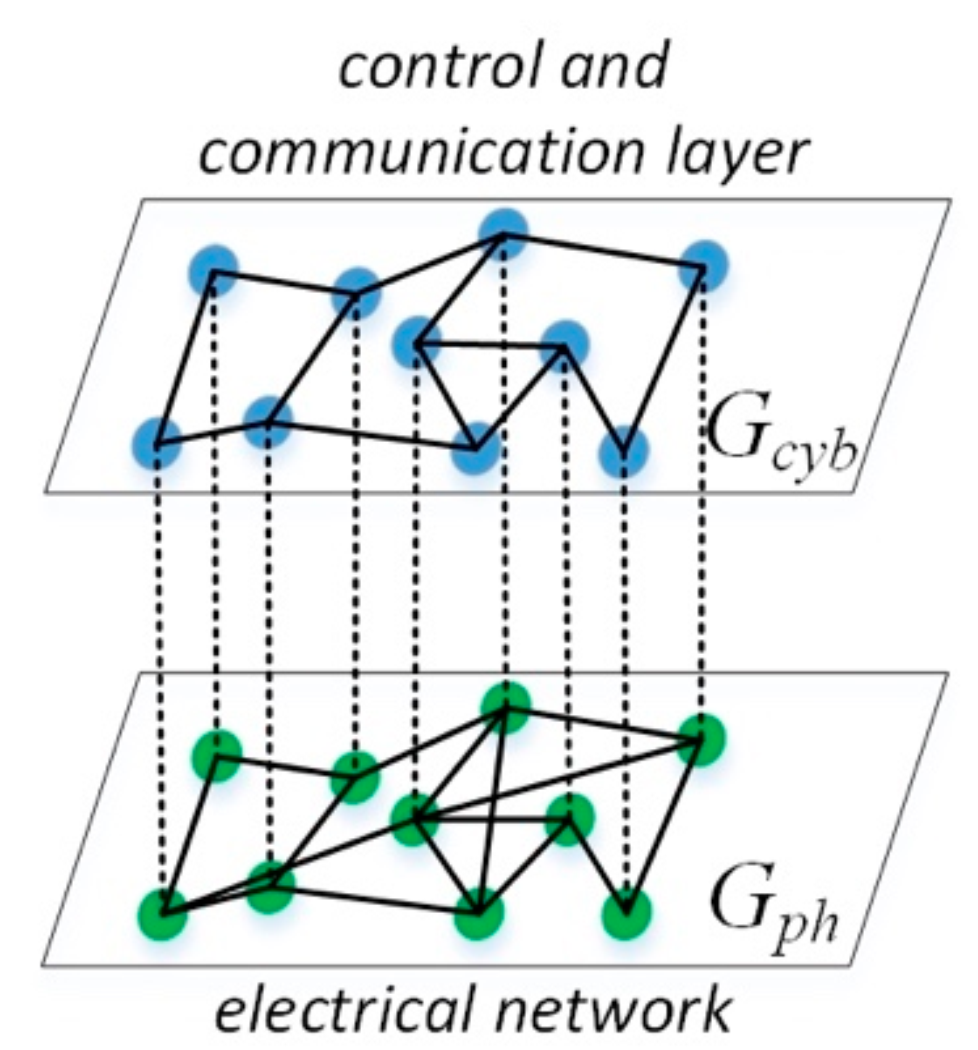 control and
communication layer
G_cyb
G_ph
electrical network